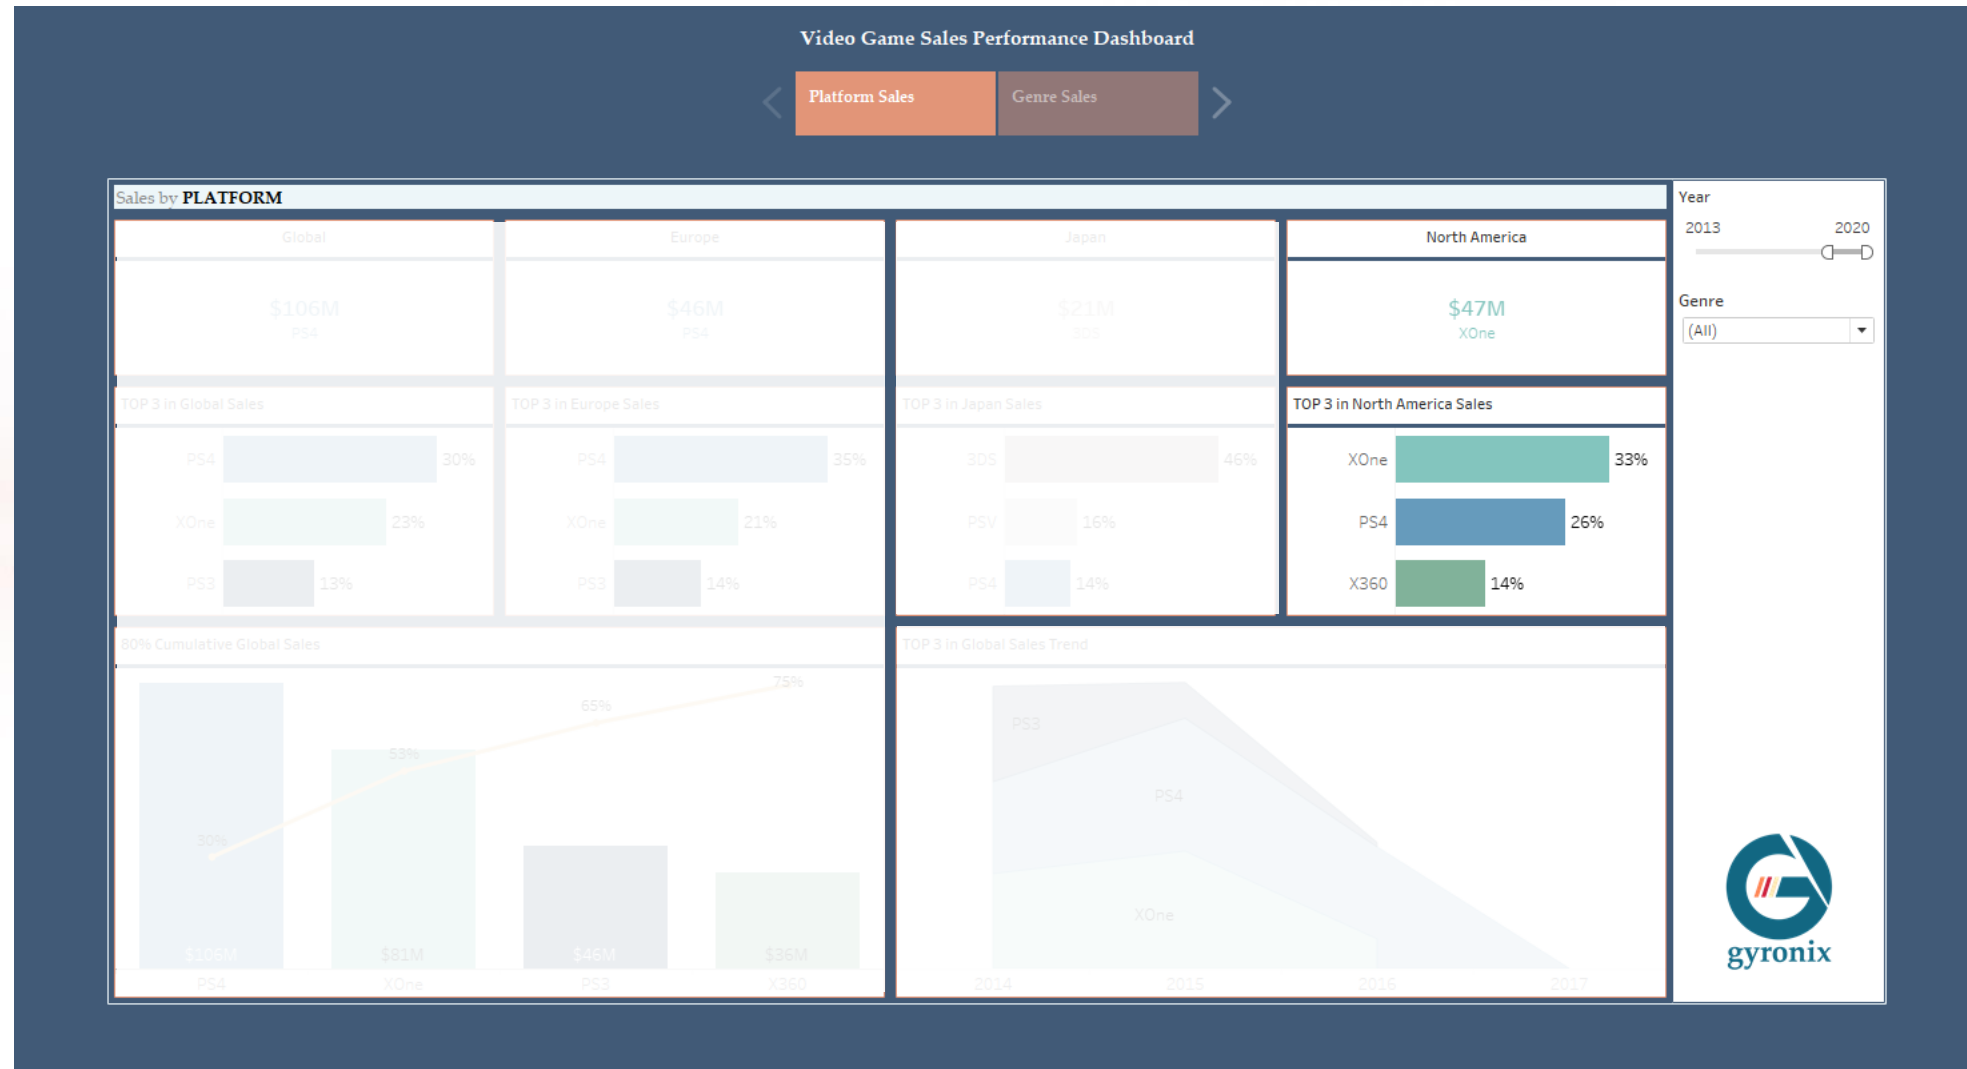 Video Game Sales Performance Dashboard
Platform Sales
Genre Sales
Sales by PLATFORM
Global
Europe
Japan
North America
$106M
PS4
$46M
PS4
$21M
3DS
$47M
XOne
TOP 3 in Global Sales
PS4
30%
XOne
23%
PS3
13%
TOP 3 in Europe Sales
PS4
35%
XOne
21%
PS3
14%
TOP 3 in Japan Sales
3DS
46%
PSV
16%
PS4
14%
TOP 3 in North America Sales
XOne
33%
PS4
26%
X360
14%
80% Cumulative Global Sales
30%
53%
65%
75%
$106M
$81M
$46M
$36M
PS4
XOne
PS3
X360
TOP 3 in Global Sales Trend
PS3
PS4
XOne
2014
2015
2016
2017
Year
2013
2020
Genre
(All)
gyronix